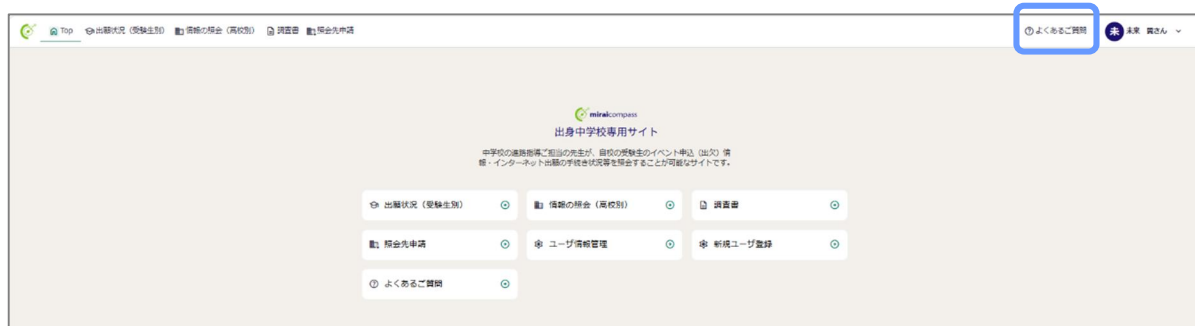 Top 出願状況（受験生別） 情報の照会（高校別） 調査書 照会先申請 よくあるご質問 未 未来 貢さん
miraicompass
出身中学校専用サイト
中学校の進路指導ご担当の先生が、自校の受験生のイベント申込（出欠）情
報・インターネット出願の手続き状況等を照会することが可能なサイトです。
出願状況（受験生別） 情報の照会（高校別） 調査書
照会先申請 ユーザ情報管理 新規ユーザ登録
よくあるご質問